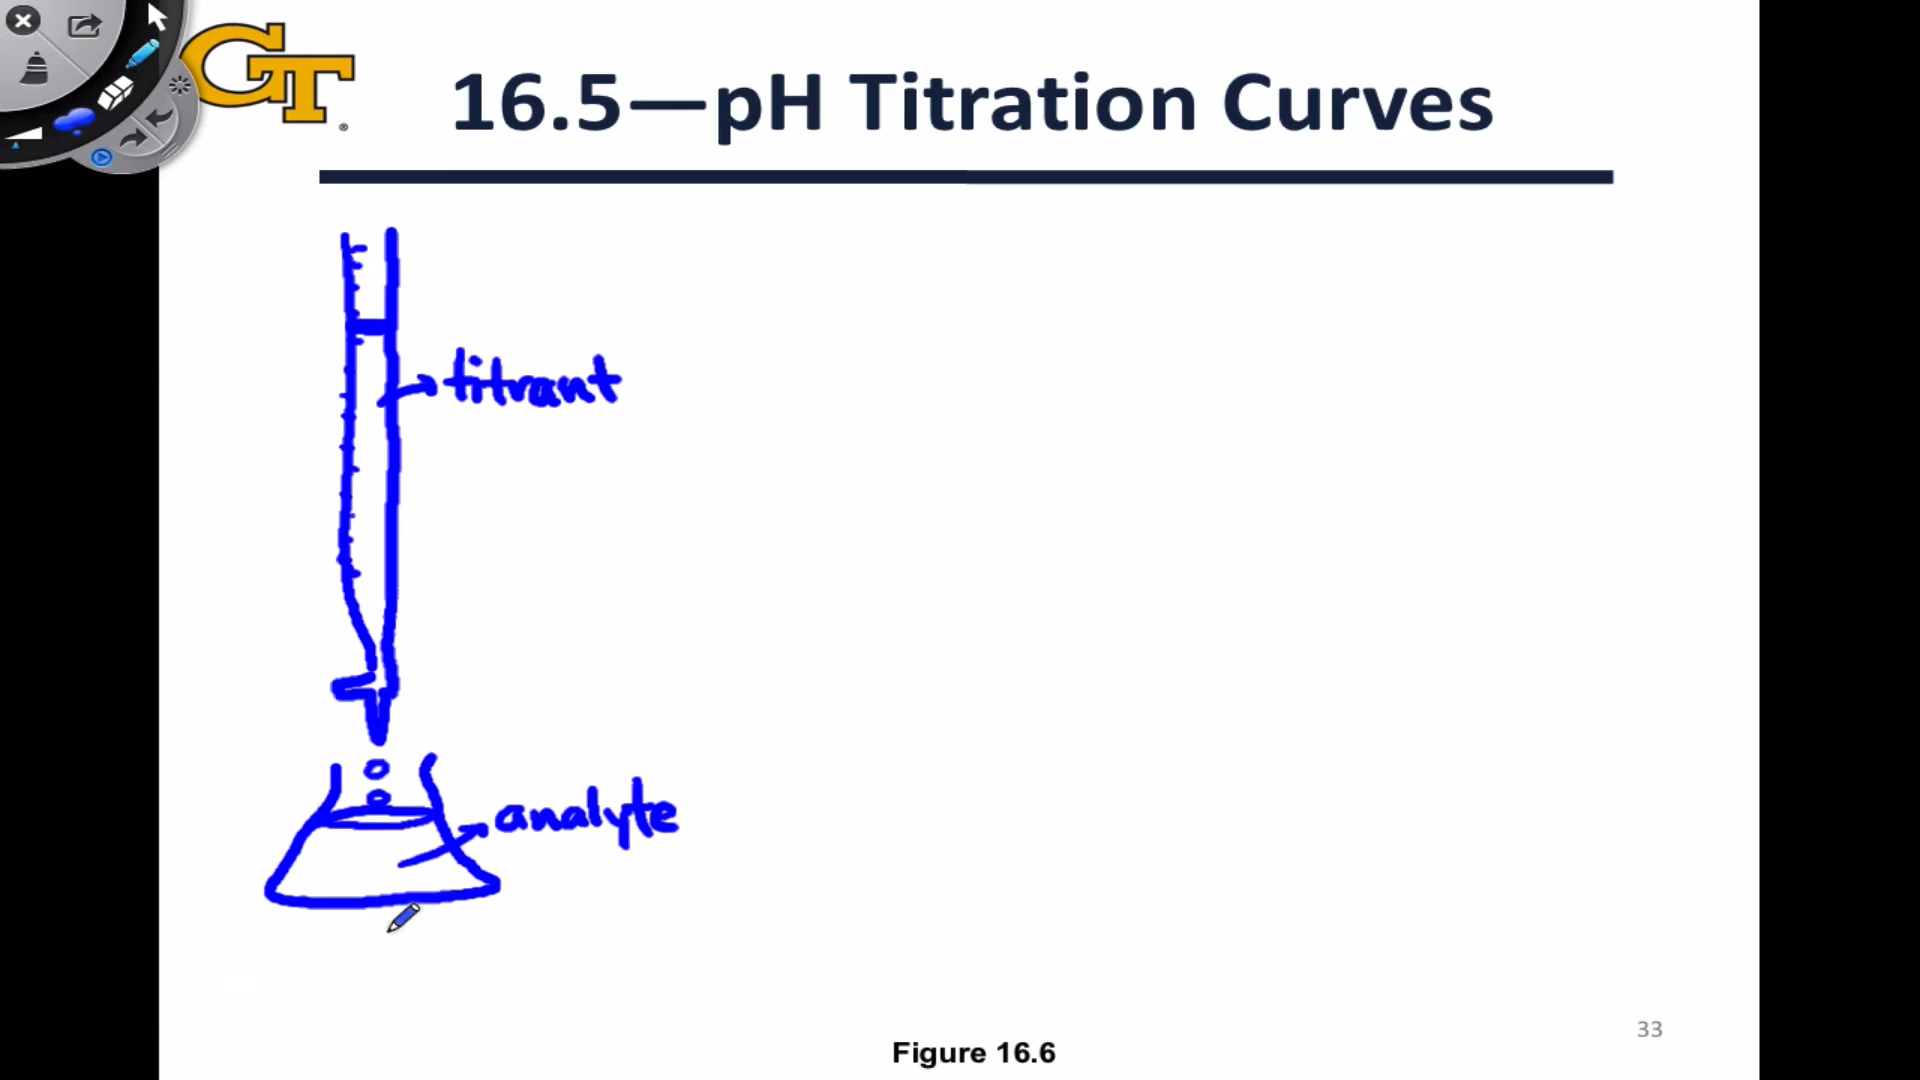 GT
16.5—pH Titration Curves
titrant
analyte
33
Figure 16.6